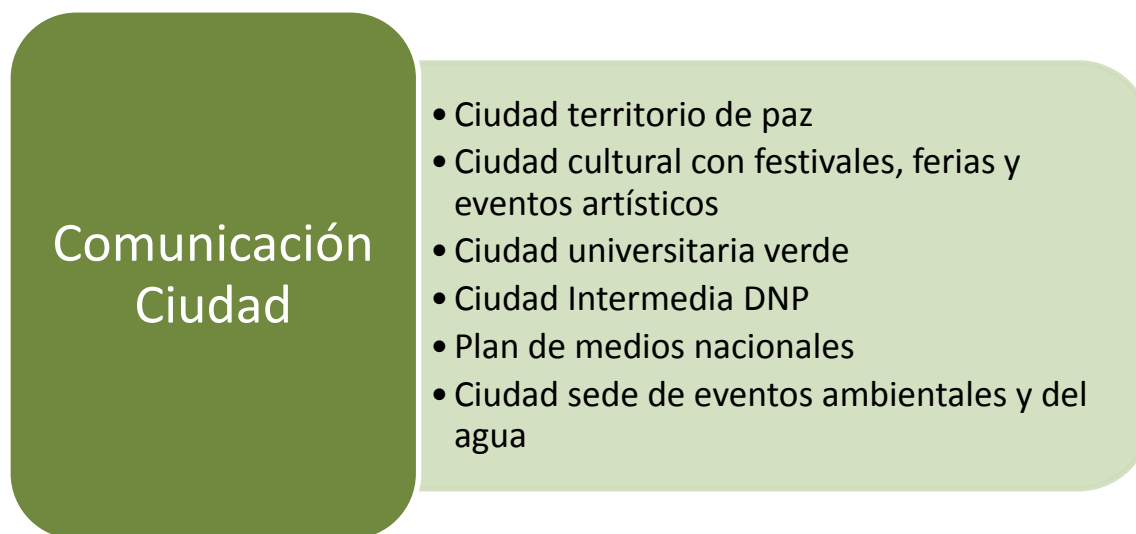 Comunicación
Ciudad
• Ciudad territorio de paz
• Ciudad cultural con festivales, ferias y
eventos artísticos
• Ciudad universitaria verde
• Ciudad Intermedia DNP
• Plan de medios nacionales
• Ciudad sede de eventos ambientales y del
agua